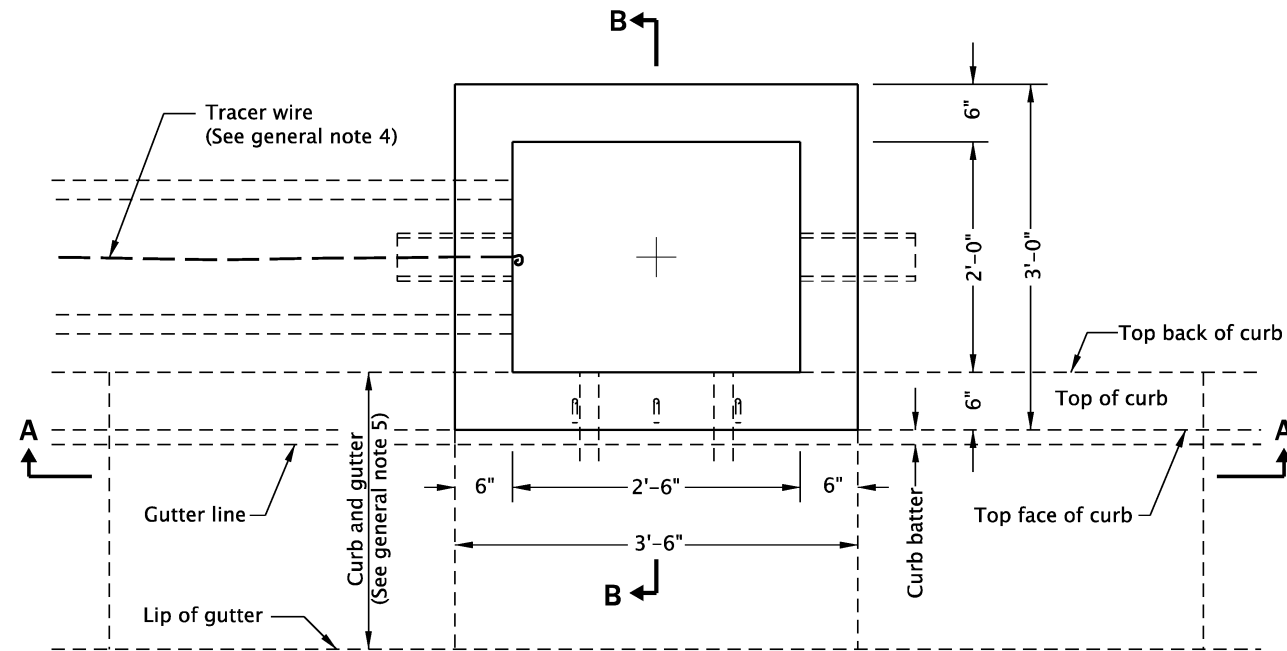 B
Tracer wire
(See general note 4)
6"
2'-0"
3'-0"
Top back of curb
6"
Top of curb
A
A
Curb and gutter
(See general note 5)
6"
2'-6"
6"
Gutter line
Curb batter
Top face of curb
3'-6"
B
Lip of gutter